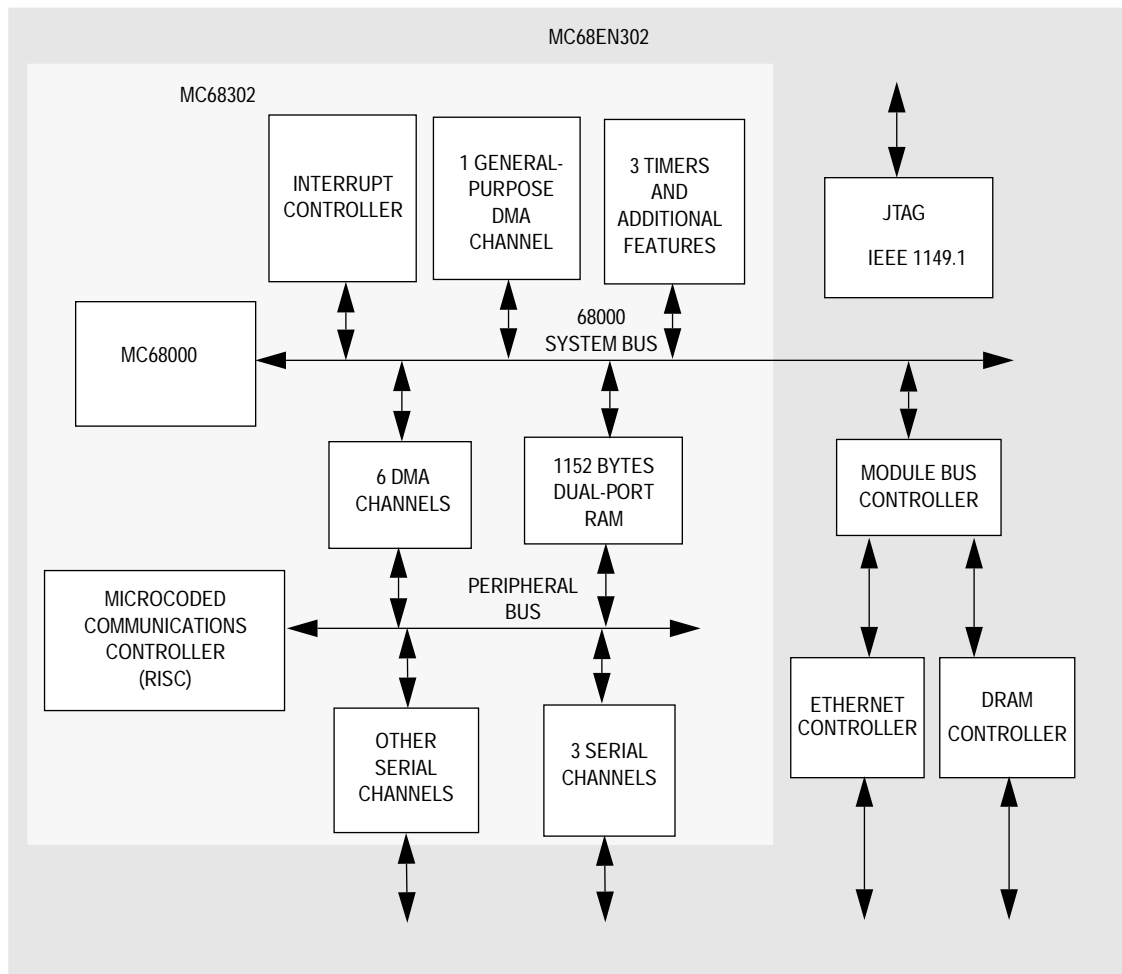 MC68EN302
MC68302
INTERRUPT
CONTROLLER
1 GENERAL-
PURPOSE
DMA
CHANNEL
3 TIMERS
AND
ADDITIONAL
FEATURES
JTAG
IEEE 1149.1
MC68000
68000
SYSTEM BUS
6 DMA
CHANNELS
1152 BYTES
DUAL-PORT
RAM
MODULE BUS
CONTROLLER
MICROCODED
COMMUNICATIONS
CONTROLLER
(RISC)
PERIPHERAL
BUS
OTHER
SERIAL
CHANNELS
3 SERIAL
CHANNELS
ETHERNET
CONTROLLER
DRAM
CONTROLLER